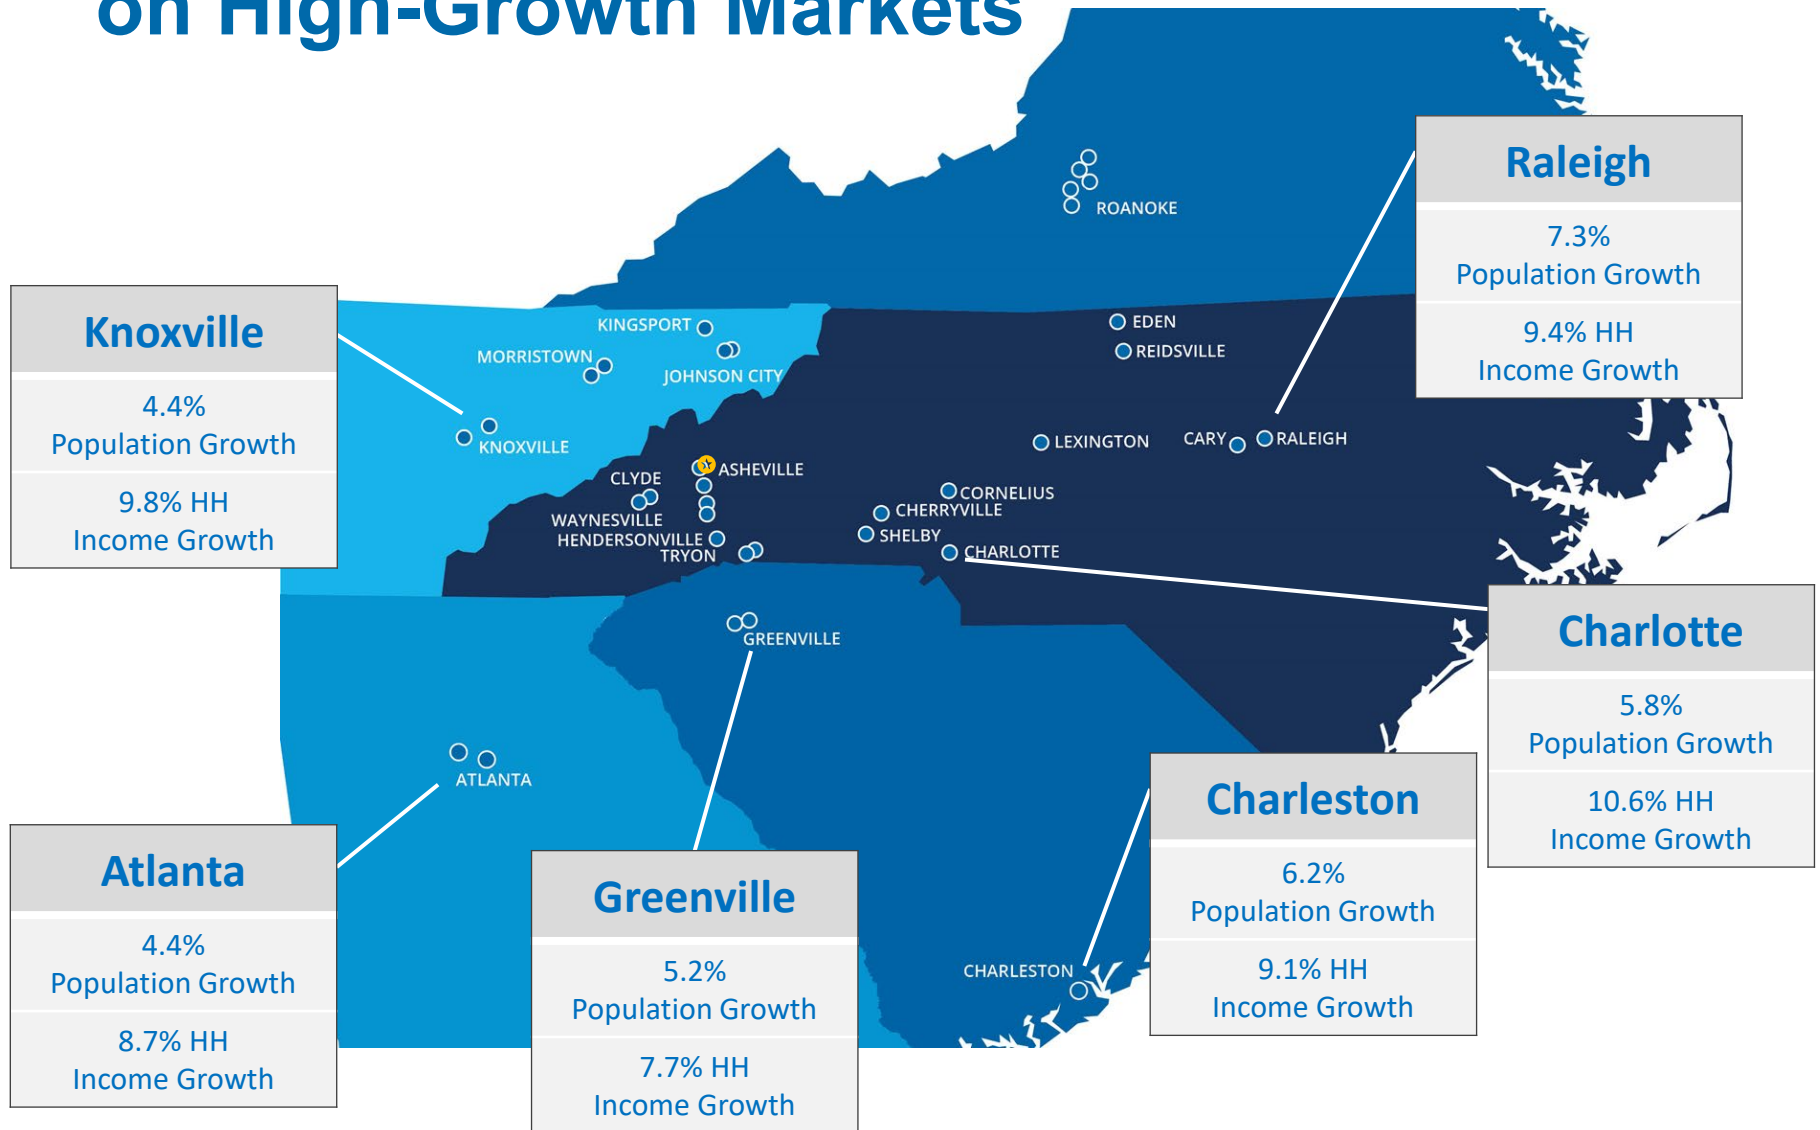 on High-Growth Markets
Raleigh
7.3%
Population Growth
9.4% HH
Income Growth
ROANOKE
Knoxville
4.4%
Population Growth
9.8% HH
Income Growth
KINGSPORT
MORRISTOWN
JOHNSON CITY
KNOXVILLE
EDEN
REIDSVILLE
LEXINGTON
CARY
RALEIGH
ASHEVILLE
CLYDE
WAYNESVILLE
HENDERSONVILLE
TRYON
CORNELIUS
CHERRYVILLE
SHELBY
CHARLOTTE
GREENVILLE
Charlotte
5.8%
Population Growth
10.6% HH
Income Growth
ATLANTA
Charleston
6.2%
Population Growth
9.1% HH
Income Growth
Atlanta
4.4%
Population Growth
8.7% HH
Income Growth
Greenville
5.2%
Population Growth
7.7% HH
Income Growth
CHARLESTON